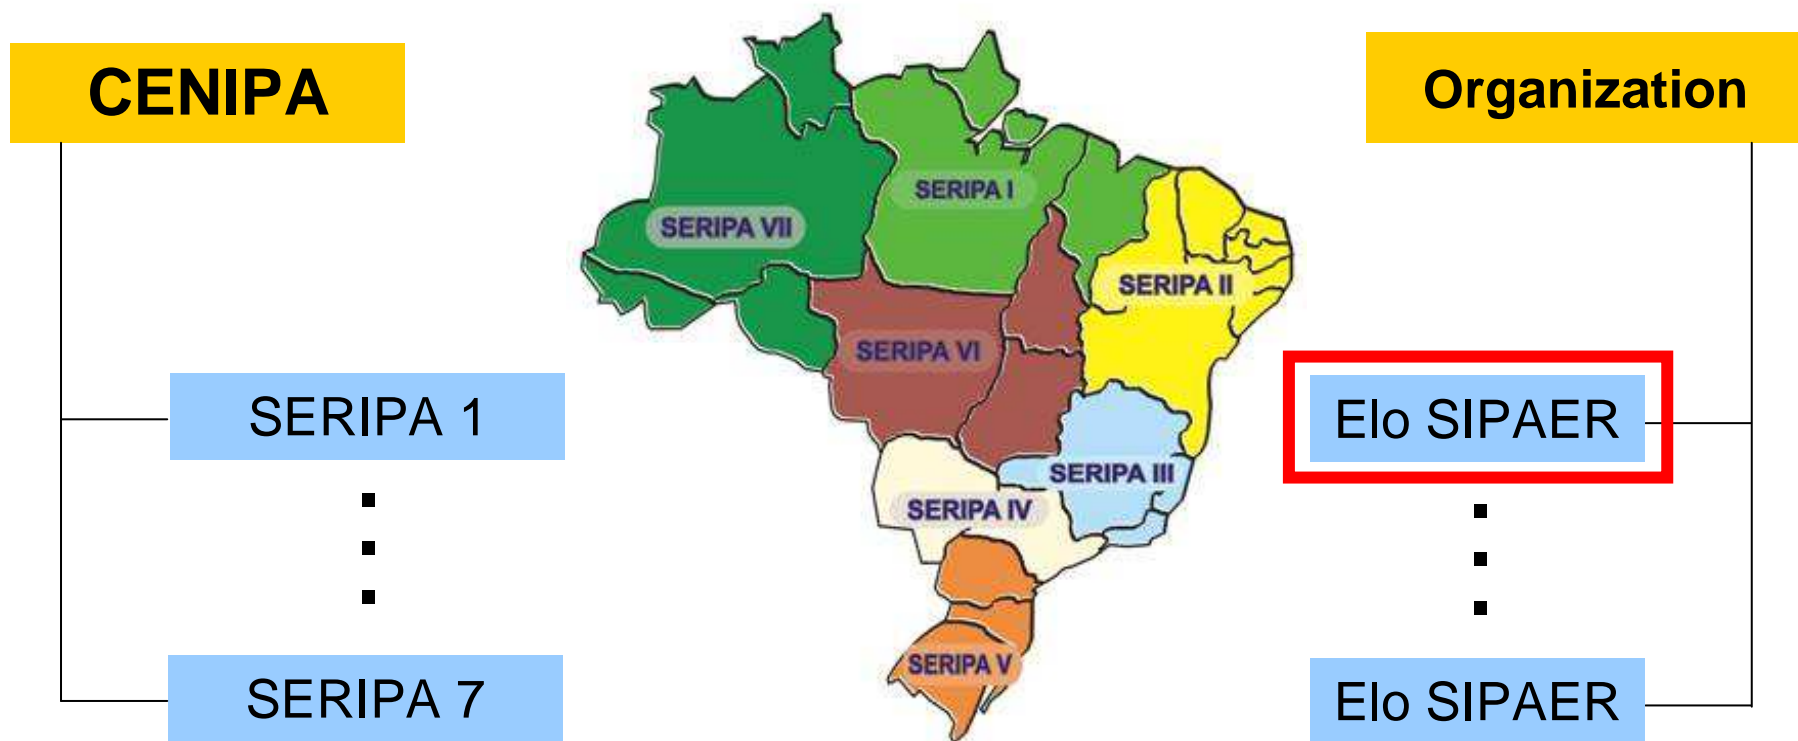 CENIPA
SERIPA 1
SERIPA 7
SERIPA I
SERIPA VII
SERIPA II
SERIPA VI
SERIPA III
SERIPA IV
SERIPA V
Organization
Elo SIPAER
Elo SIPAER